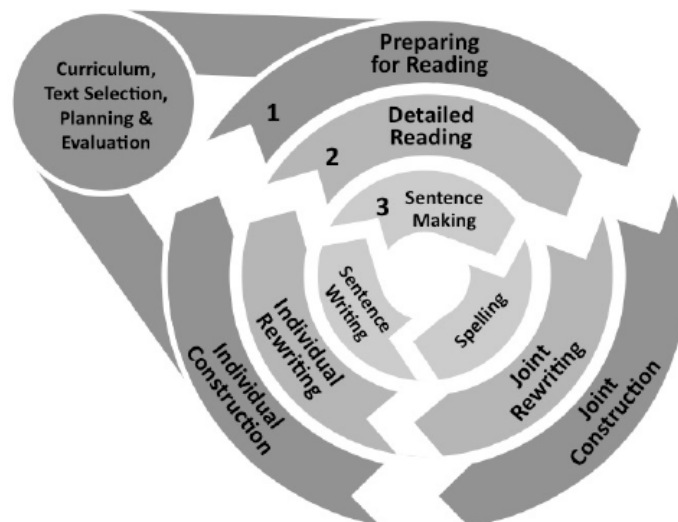 Curriculum,
Text Selection,
Planning &
Evaluation
Preparing
for Reading
1
Detailed
Reading
2
3
Sentence
Making
Sentence
Writing
Spelling
Individual
Rewriting
Joint
Rewriting
Individual
Construction
Joint
Construction